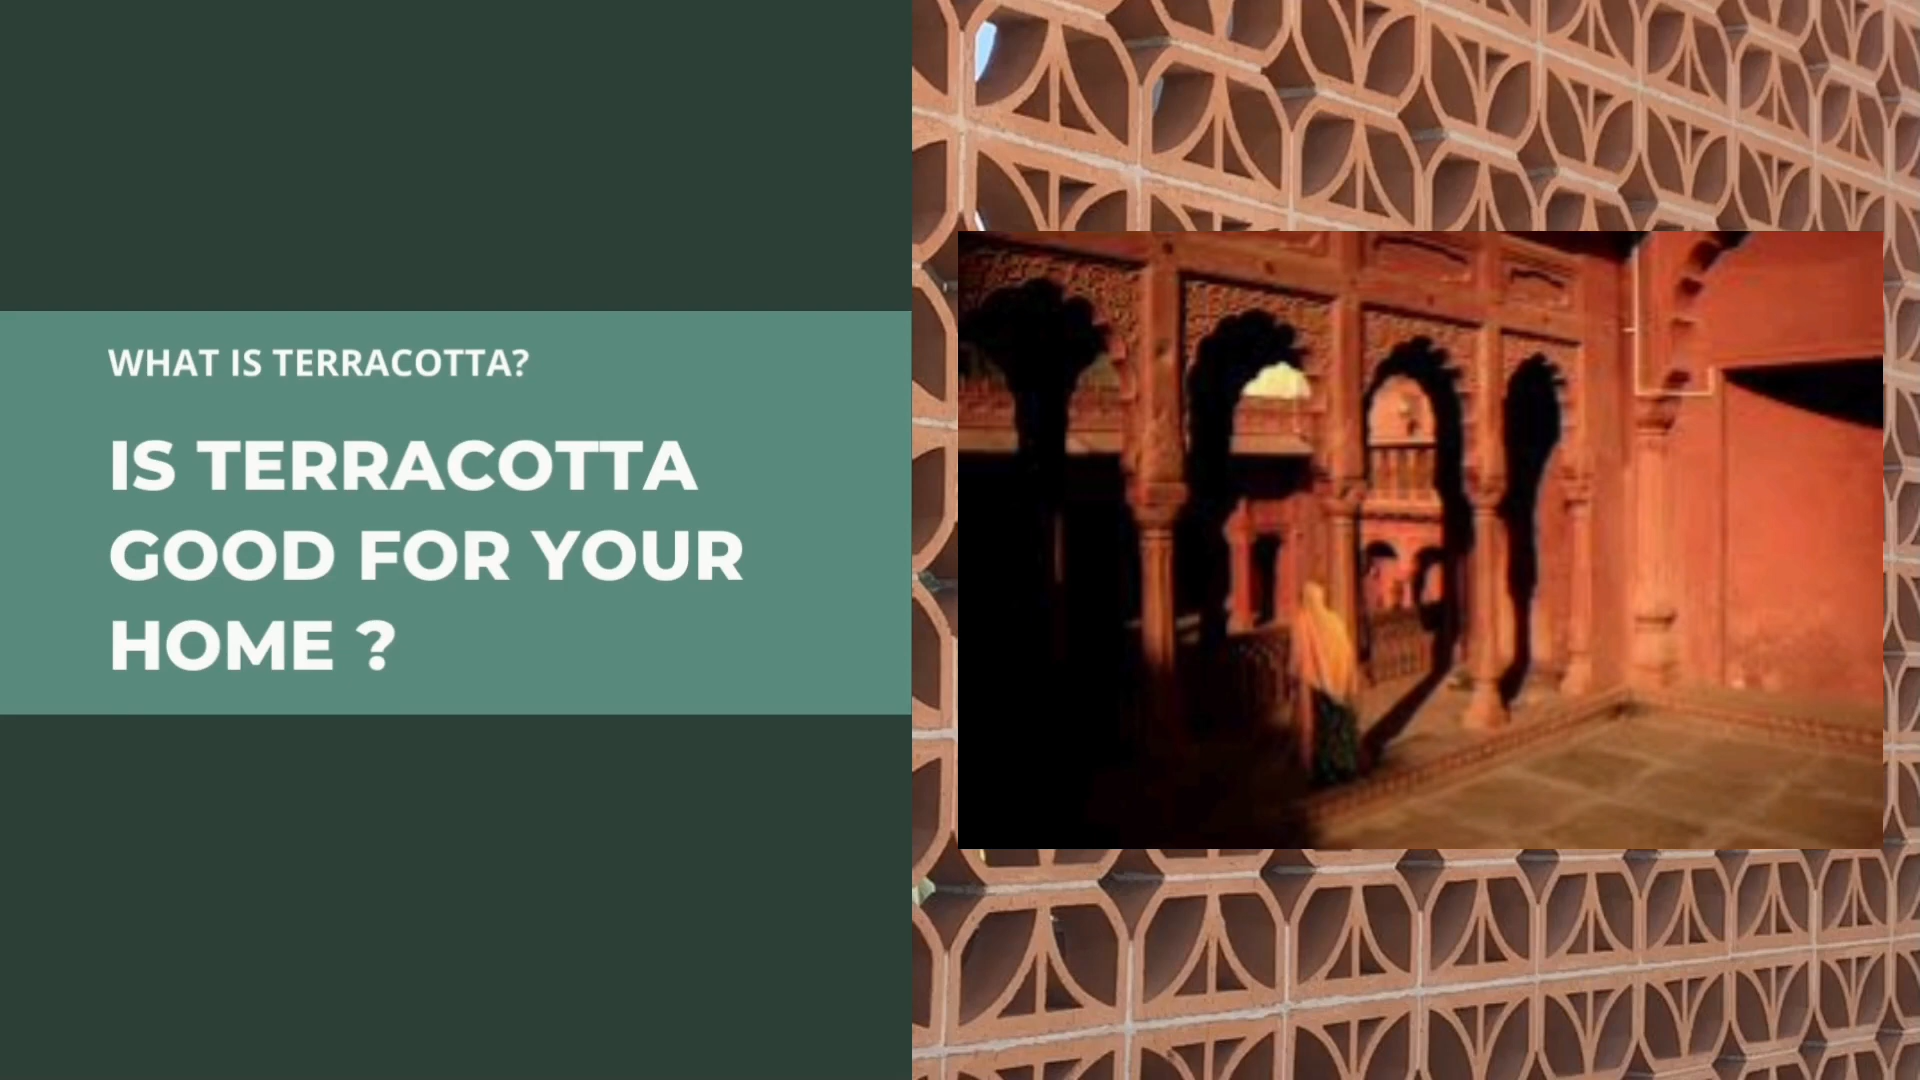 WHAT IS TERRACOTTA?
IS TERRACOTTA
GOOD FOR YOUR
HOME ?